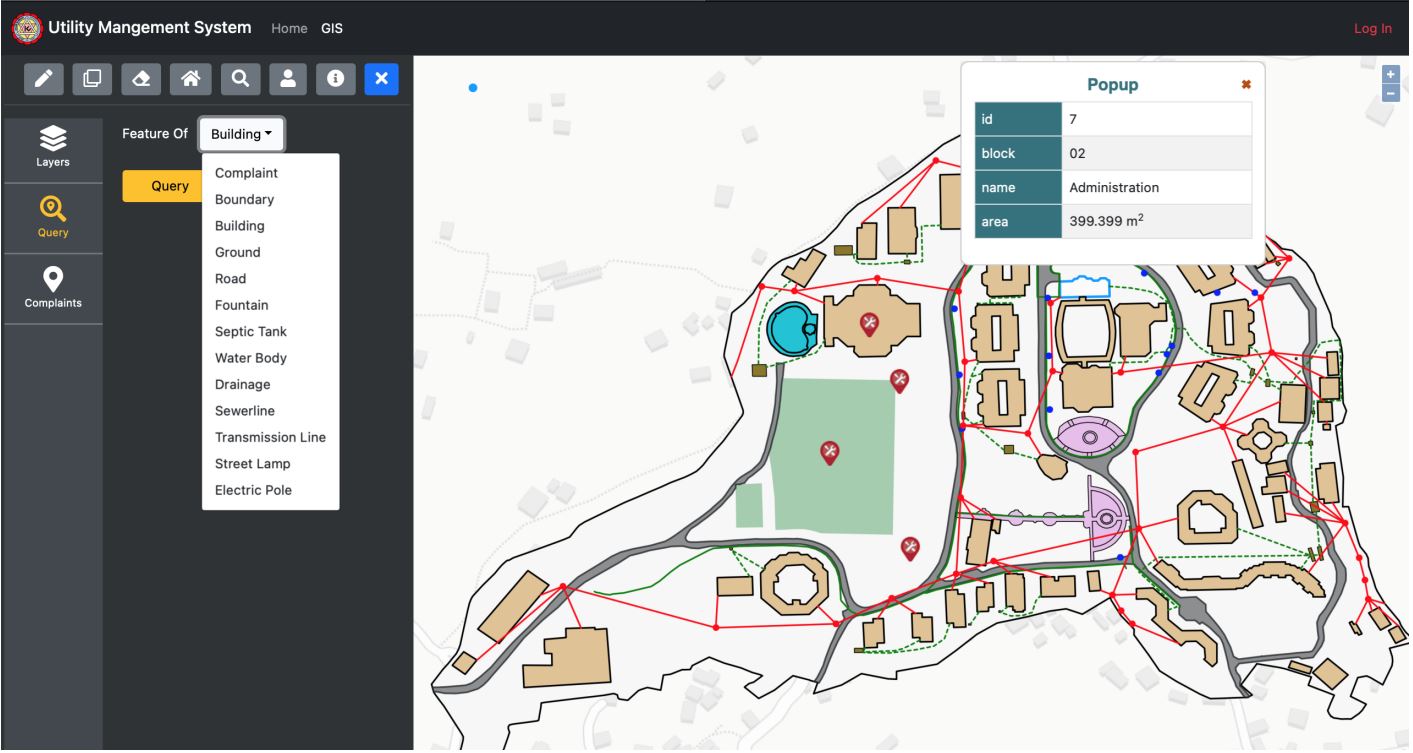 Utility Mangement System Home GIS Log In
Layers
Query
Complaints
Feature Of Building
Query
Complaint
Boundary
Building
Ground
Road
Fountain
Septic Tank
Water Body
Drainage
Sewerline
Transmission Line
Street Lamp
Electric Pole
Popup
id 7
block 02
name Administration
area 399.399 m²
+
−